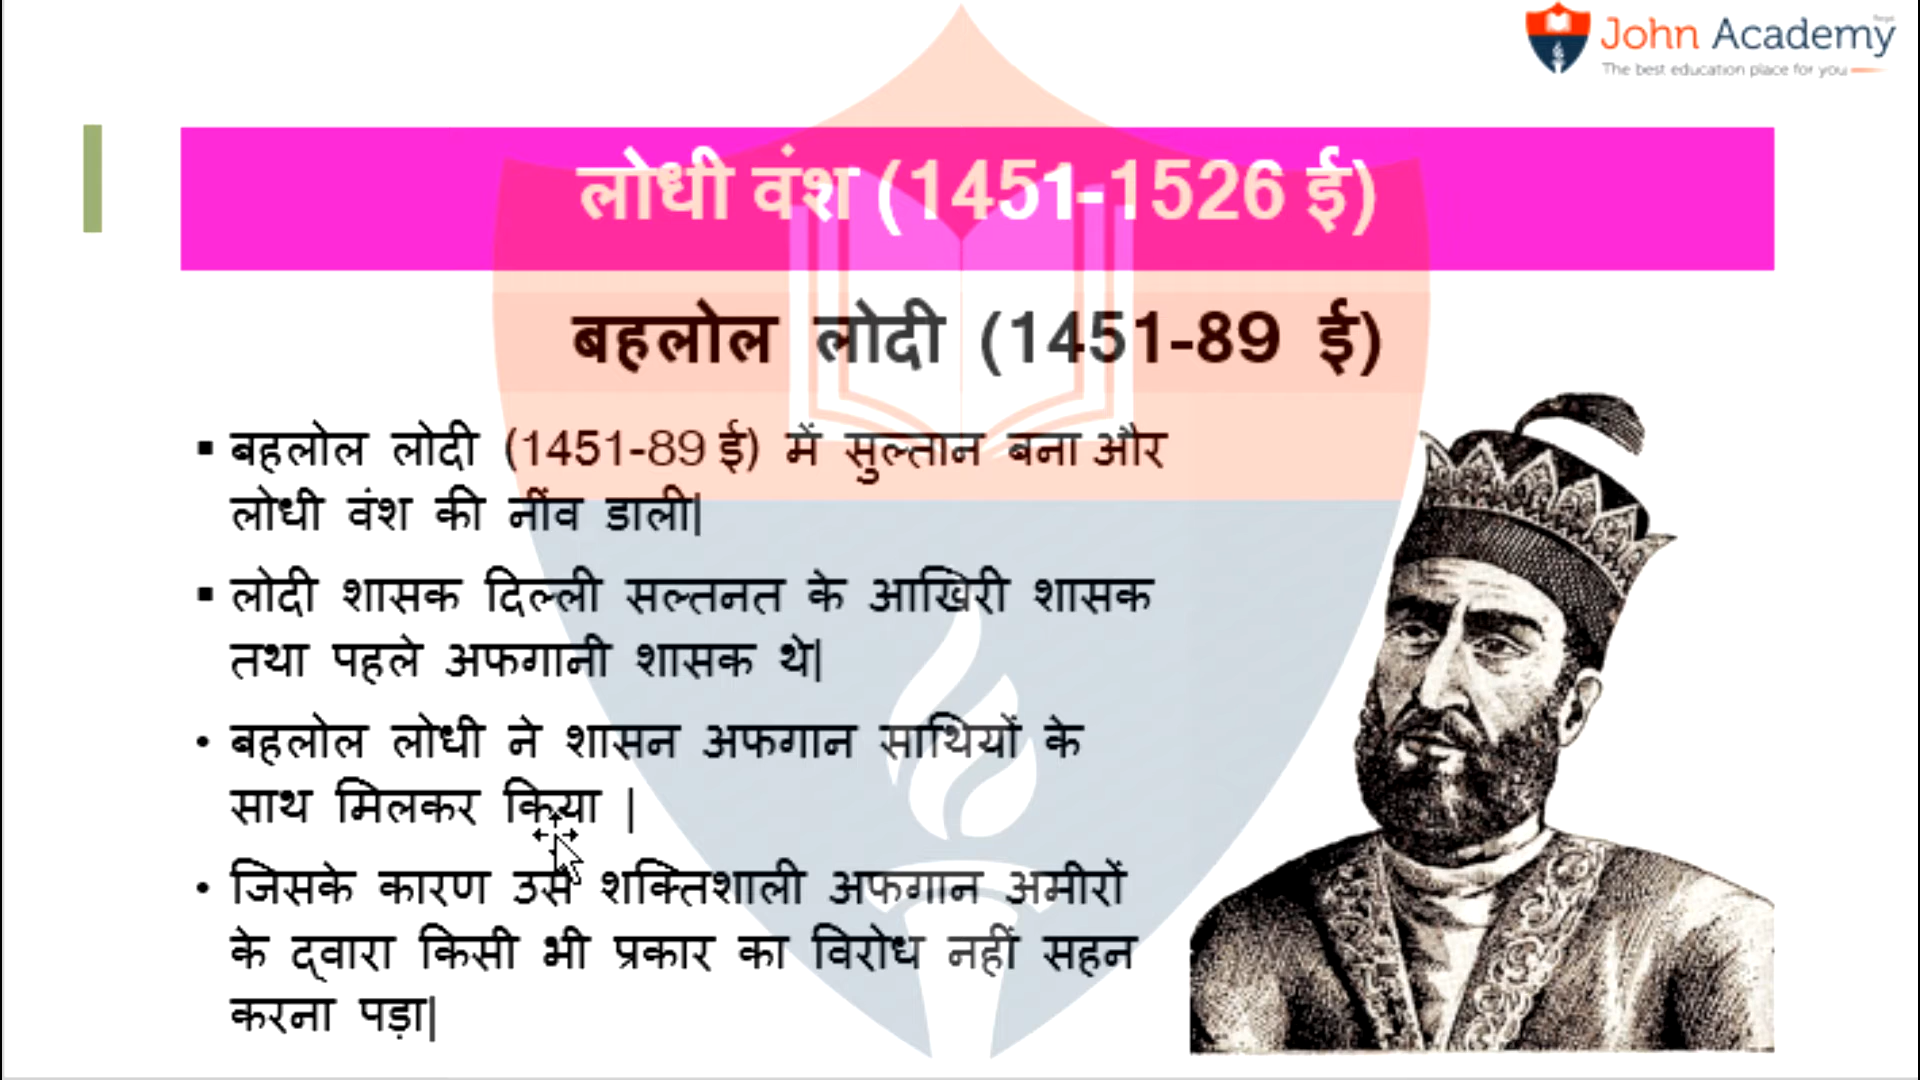 John Academy
The best education place for you
लोधी वंश (1451-1526 ई)
बहलोल लोदी (1451-89 ई)
▪ बहलोल लोदी (1451-89 ई) में सुल्तान बना और
लोधी वंश की नींव डाली|
▪ लोदी शासक दिल्ली सल्तनत के आखिरी शासक
तथा पहले अफगानी शासक थे|
• बहलोल लोधी ने शासन अफगान साथियों के
साथ मिलकर किया |
• जिसके कारण उसे शक्तिशाली अफगान अमीरों
के द्वारा किसी भी प्रकार का विरोध नहीं सहन
करना पड़ा|